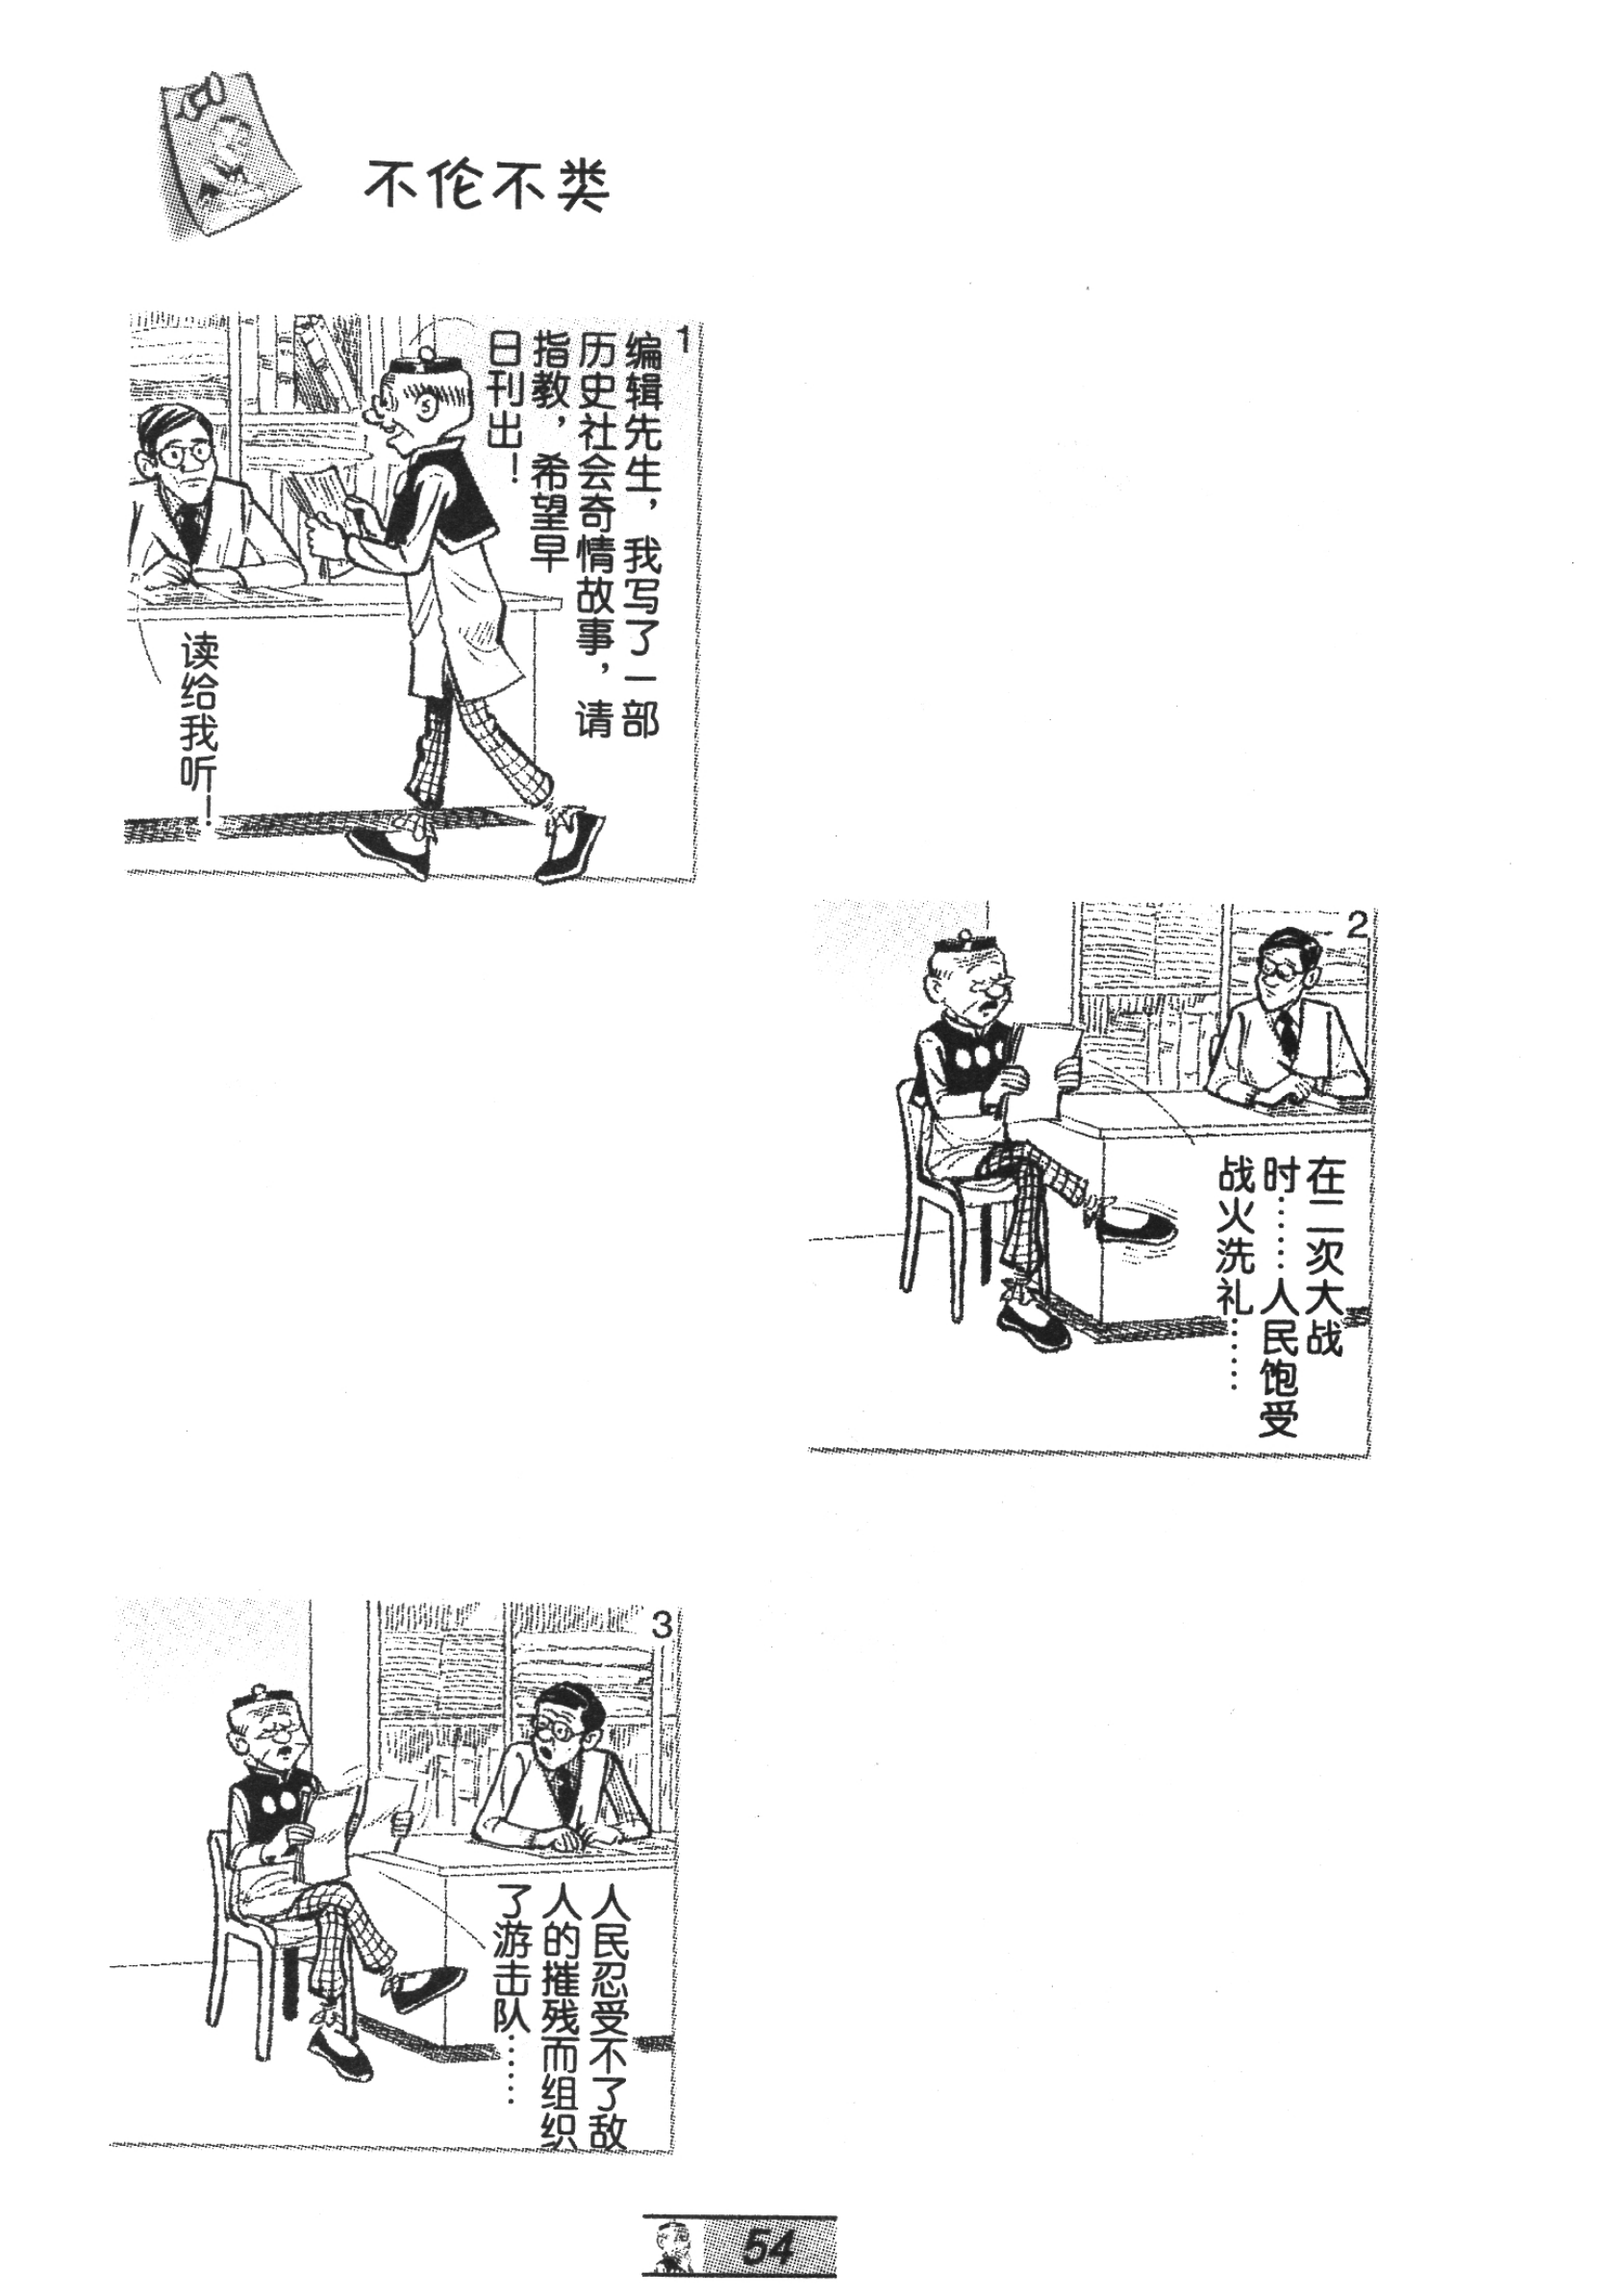 不伦不类
1
编辑先生，我写了一部
历史社会奇情故事，请
指教，希望早
日刊出！
读给我听！
2
在二次大战
时……人民饱受
战火洗礼……
3
人民忍受不了敌
人的摧残而组织
了游击队……
54